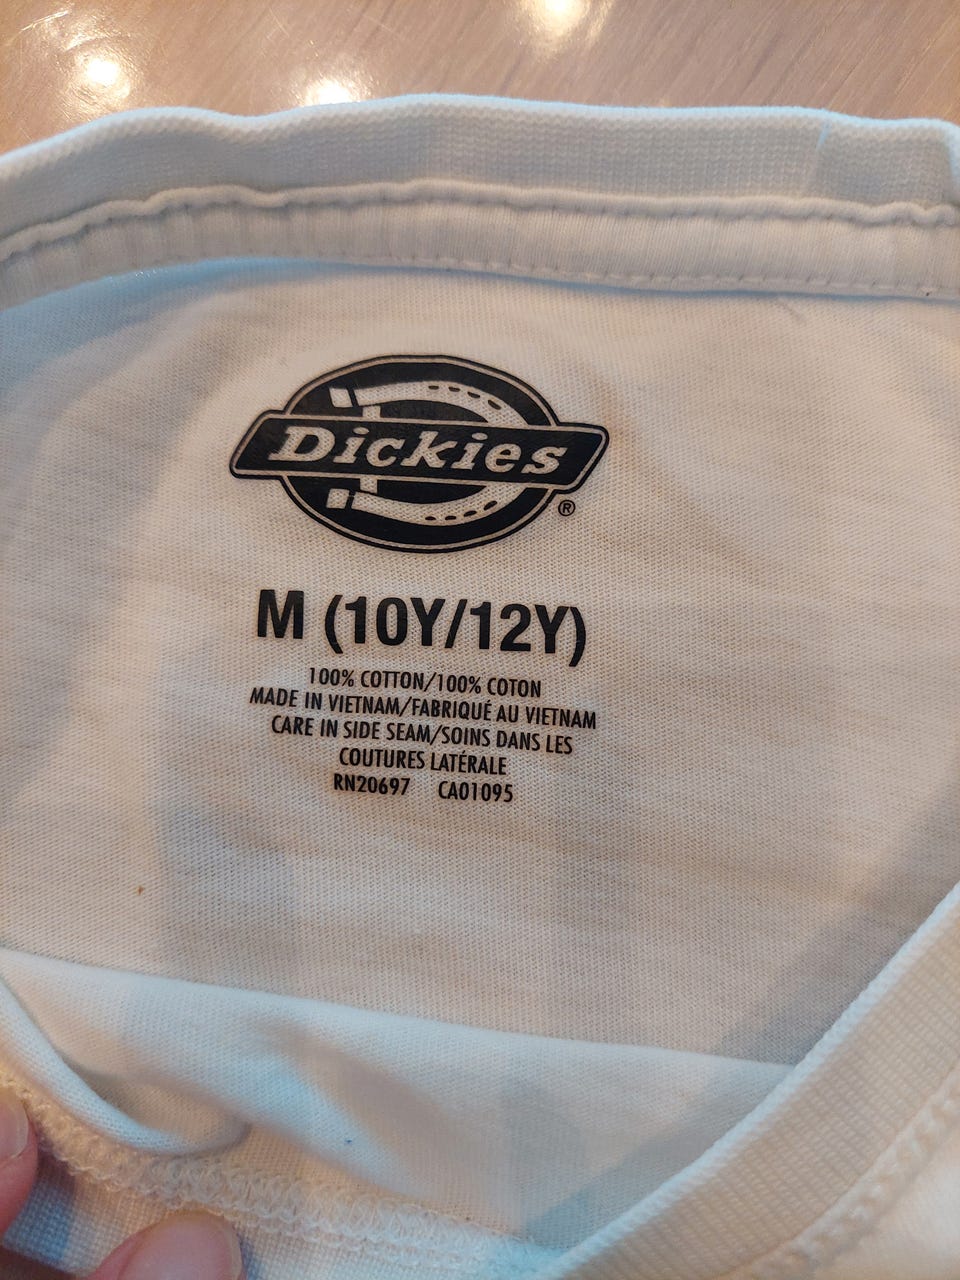 Dickies
®
M (10Y/12Y)
100% COTTON/100% COTON
MADE IN VIETNAM/FABRIQUÉ AU VIETNAM
CARE IN SIDE SEAM/SOINS DANS LES
COUTURES LATÉRALE
RN20697 CA01095